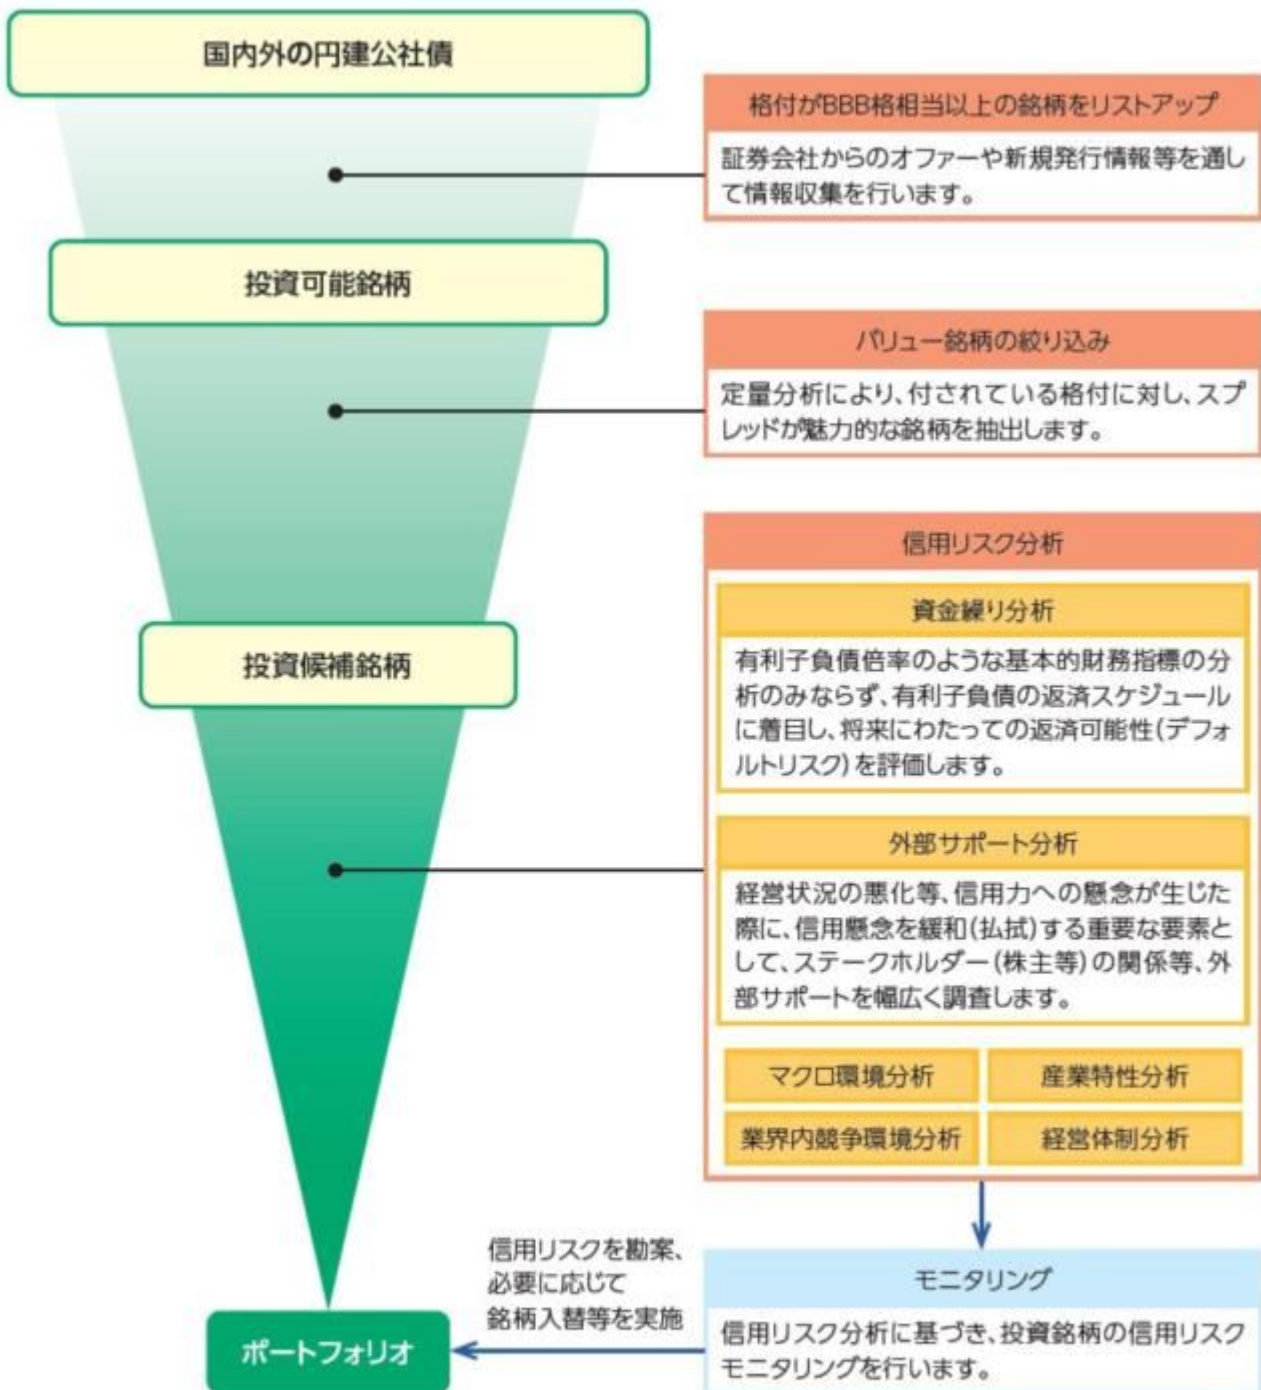 国内外の円建公社債
格付がBBB格相当以上の銘柄をリストアップ
証券会社からのオファーや新規発行情報等を通し
て情報収集を行います。
投資可能銘柄
バリュー銘柄の絞り込み
定量分析により、付されている格付に対し、スプ
レッドが魅力的な銘柄を抽出します。
信用リスク分析
資金繰り分析
有利子負債倍率のような基本的財務指標の分
析のみならず、有利子負債の返済スケジュール
に着目し、将来にわたっての返済可能性(デフォ
ルトリスク)を評価します。
投資候補銘柄
外部サポート分析
経営状況の悪化等、信用力への懸念が生じた
際に、信用懸念を緩和(払拭)する重要な要素と
して、ステークホルダー(株主等)の関係等、外
部サポートを幅広く調査します。
マクロ環境分析
産業特性分析
業界内競争環境分析
経営体制分析
信用リスクを勘案、
必要に応じて
銘柄入替等を実施
モニタリング
信用リスク分析に基づき、投資銘柄の信用リスク
モニタリングを行います。
ポートフォリオ